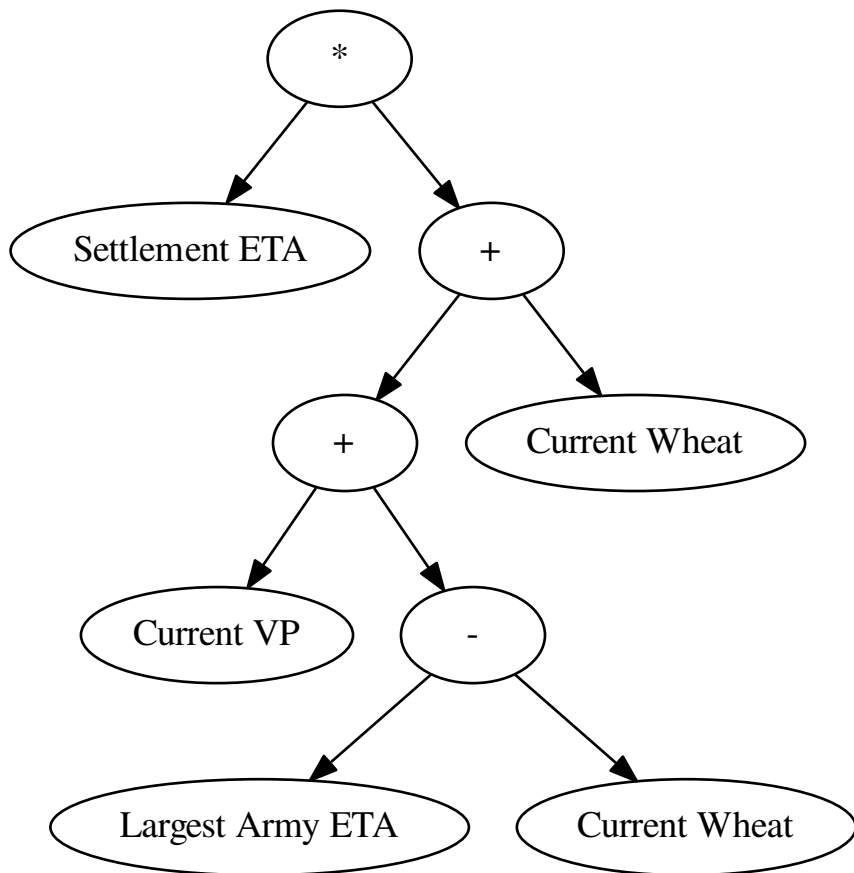 *
Settlement ETA
+
+
Current Wheat
Current VP
-
Largest Army ETA
Current Wheat